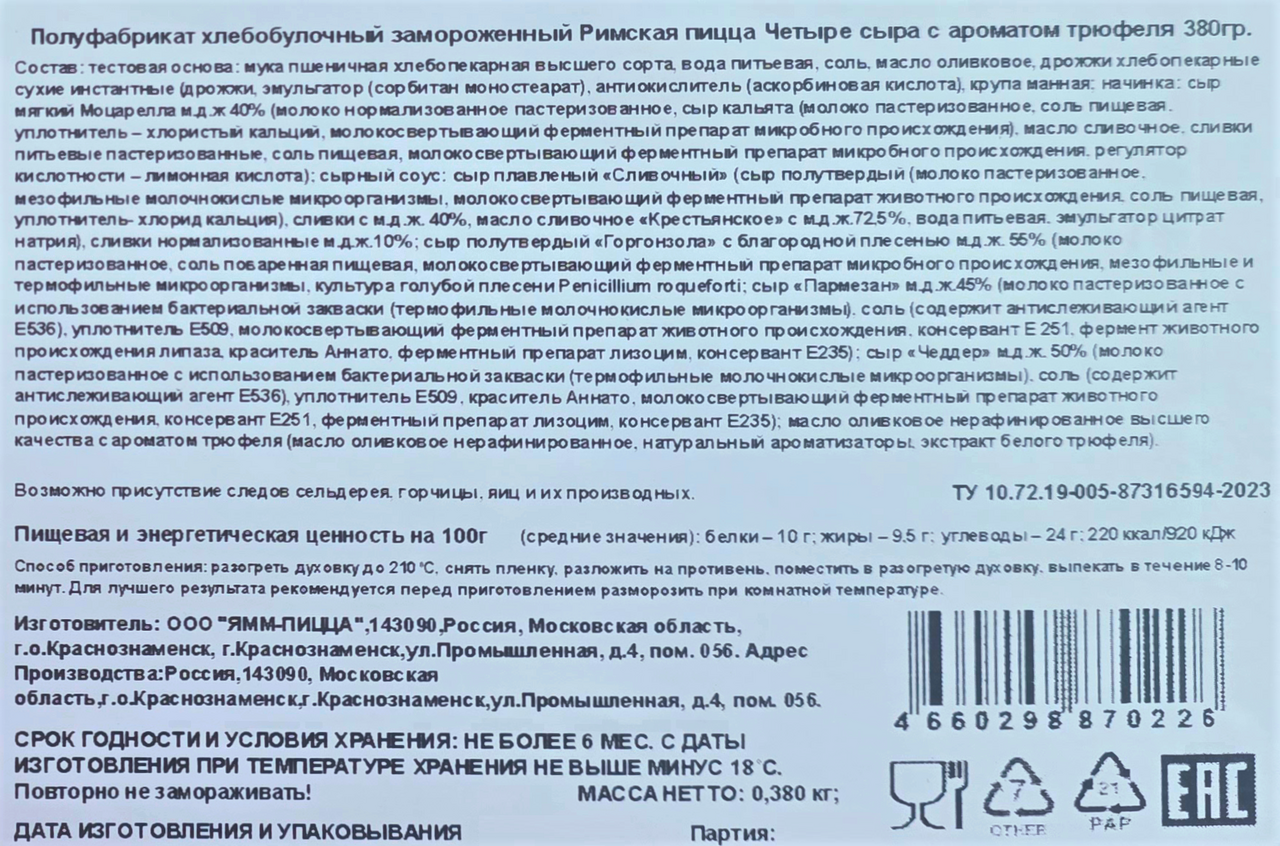 Полуфабрикат хлебобулочный замороженный Римская пицца Четыре сыра с ароматом трюфеля 380гр.
Состав: тестовая основа: мука пшеничная хлебопекарная высшего сорта, вода питьевая, соль, масло оливковое, дрожжи хлебопекарные
сухие инстантные (дрожжи, эмульгатор (сорбитан моностеарат), антиокислитель (аскорбиновая кислота), крупа манная: начинка: сыр
мягкий Моцарелла м.д.ж 40% (молоко нормализованное пастеризованное, сыр кальята (молоко пастеризованное, соль пищевая,
уплотнитель – хлористый кальций, молокосвертывающий ферментный препарат микробного происхождения), масло сливочное, сливки
питьевые пастеризованные, соль пищевая, молокосвертывающий ферментный препарат микробного происхождения, регулятор
кислотности – лимонная кислота); сырный соус: сыр плавленый «Сливочный» (сыр полутвердый (молоко пастеризованное,
мезофильные молочнокислые микроорганизмы, молокосвертывающий ферментный препарат животного происхождения, соль пищевая,
уплотнитель- хлорид кальция), сливки с м.д.ж. 40%, масло сливочное «Крестьянское» с м.д.ж.72.5%, вода питьевая, эмульгатор цитрат
натрия), сливки нормализованные м.д.ж.10%; сыр полутвердый «Горгонзола» с благородной плесенью м.д.ж. 55% (молоко
пастеризованное, соль поваренная пищевая, молокосвертывающий ферментный препарат микробного происхождения, мезофильные и
термофильные микроорганизмы, культура голубой плесени Penicillium roqueforti; сыр «Пармезан» м.д.ж.45% (молоко пастеризованное с
использованием бактериальной закваски (термофильные молочнокислые микроорганизмы), соль (содержит антислеживающий агент
Е536), уплотнитель Е509, молокосвертывающий ферментный препарат животного происхождения, консервант Е 251, фермент животного
происхождения липаза, краситель Аннато, ферментный препарат лизоцим, консервант Е235); сыр «Чеддер» м.д.ж. 50% (молоко
пастеризованное с использованием бактериальной закваски (термофильные молочнокислые микроорганизмы), соль (содержит
антислеживающий агент Е536), уплотнитель Е509, краситель Аннато, молокосвертывающий ферментный препарат животного
происхождения, консервант Е251, ферментный препарат лизоцим, консервант Е235); масло оливковое нерафинированное высшего
качества с ароматом трюфеля (масло оливковое нерафинированное, натуральный ароматизаторы, экстракт белого трюфеля).
Возможно присутствие следов сельдерея, горчицы, яиц и их производных.
ТУ 10.72.19-005-87316594-2023
Пищевая и энергетическая ценность на 100г (средние значения): белки – 10 г; жиры – 9.5 г; углеводы – 24 г; 220 ккал/920 кДж
Способ приготовления: разогреть духовку до 210 °С, снять пленку, разложить на противень, поместить в разогретую духовку, выпекать в течение 8-10
минут. Для лучшего результата рекомендуется перед приготовлением разморозить при комнатной температуре.
Изготовитель: ООО "ЯММ-ПИЦЦА",143090,Россия, Московская область,
г.о.Краснознаменск, г.Краснознаменск,ул.Промышленная, д.4, пом. 056. Адрес
Производства:Россия,143090, Московская
область,г.о.Краснознаменск,г.Краснознаменск,ул.Промышленная, д.4, пом. 056.
4660298870226
СРОК ГОДНОСТИ И УСЛОВИЯ ХРАНЕНИЯ: НЕ БОЛЕЕ 6 МЕС. С ДАТЫ
ИЗГОТОВЛЕНИЯ ПРИ ТЕМПЕРАТУРЕ ХРАНЕНИЯ НЕ ВЫШЕ МИНУС 18°С.
Повторно не замораживать!
МАССА НЕТТО: 0,380 кг;
7
OTHER
21
PAP
EAC
ДАТА ИЗГОТОВЛЕНИЯ И УПАКОВЫВАНИЯ
Партия: